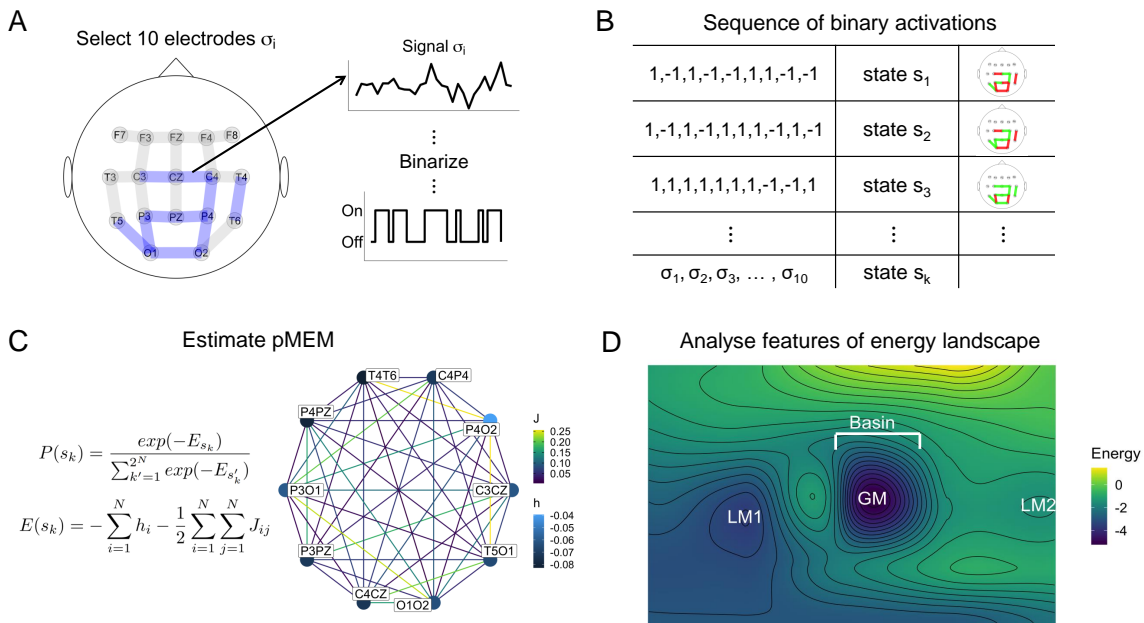 A
Select 10 electrodes σi
Signal σi
F7 F3 FZ F4 F8
T3 C3 CZ C4 T4
T5 P3 PZ P4 T6
O1 O2
⋮
Binarize
⋮
On
Off
B
Sequence of binary activations
1,-1,1,-1,-1,1,1,-1,-1 state s1
1,-1,1,-1,1,1,1,-1,1,-1 state s2
1,1,1,1,1,1,1,-1,-1,1 state s3
⋮ ⋮ ⋮
σ1, σ2, σ3, … , σ10 state sk
C
Estimate pMEM
P(sk) = exp(−Esk) / ∑k′=1 2^N exp(−Es′k)
E(sk) = −∑i=1 N hi − 1/2 ∑i=1 N ∑j=1 N Jij
T4T6
C4P4
P4PZ
P4O2
P3O1
C3CZ
P3PZ
T5O1
C4CZ
O1O2
J
0.25
0.20
0.15
0.10
0.05
h
-0.04
-0.05
-0.06
-0.07
-0.08
D
Analyse features of energy landscape
Basin
GM
LM1
LM2
Energy
2
0
-2
-4